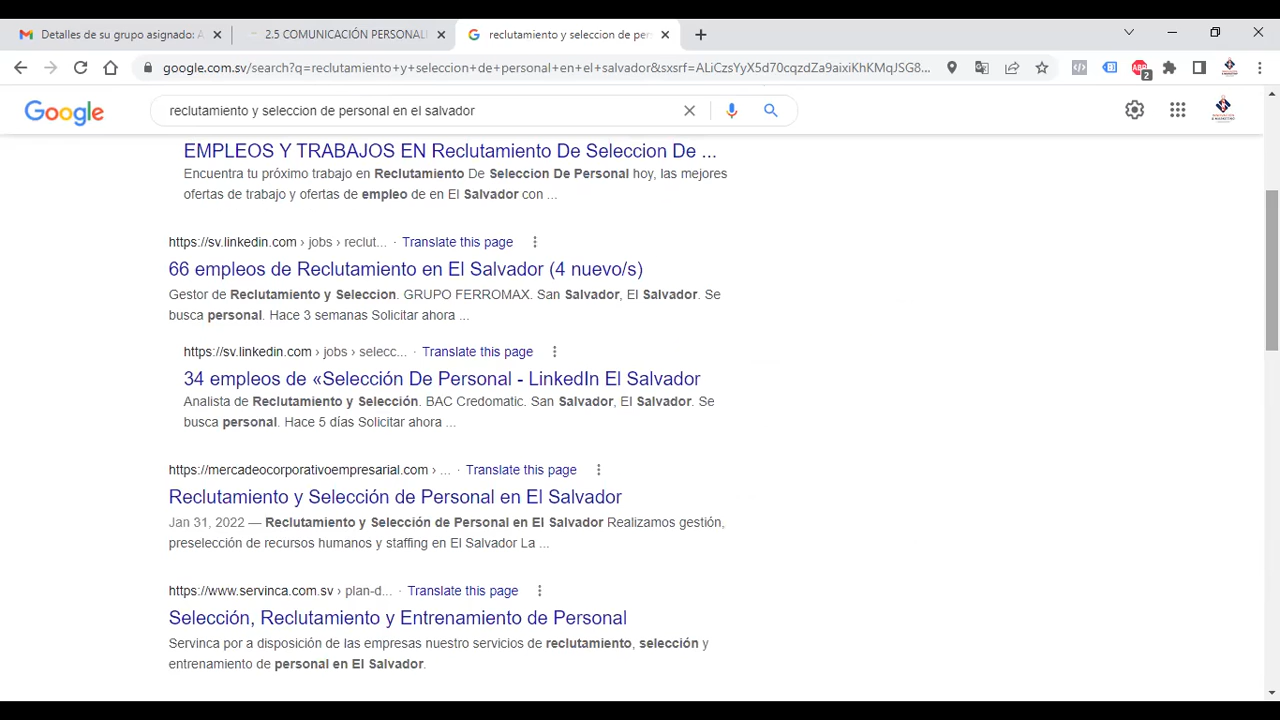 Detalles de su grupo asignado: A
2.5 COMUNICACIÓN PERSONAL
reclutamiento y seleccion de per
google.com.sv/search?q=reclutamiento+y+seleccion+de+personal+en+el+salvador&sxsrf=ALiCzsYyX5d70cqzdZa9aixiKhKMqJSG8...
2
Google
reclutamiento y seleccion de personal en el salvador
EMPLEOS Y TRABAJOS EN Reclutamiento De Seleccion De ...
Encuentra tu próximo trabajo en Reclutamiento De Seleccion De Personal hoy, las mejores
ofertas de trabajo y ofertas de empleo de en El Salvador con ...
https://sv.linkedin.com › jobs › reclut... · Translate this page
66 empleos de Reclutamiento en El Salvador (4 nuevo/s)
Gestor de Reclutamiento y Seleccion. GRUPO FERROMAX. San Salvador, El Salvador. Se
busca personal. Hace 3 semanas Solicitar ahora ...
https://sv.linkedin.com › jobs › selecc... · Translate this page
34 empleos de «Selección De Personal - LinkedIn El Salvador
Analista de Reclutamiento y Selección. BAC Credomatic. San Salvador, El Salvador. Se
busca personal. Hace 5 días Solicitar ahora ...
https://mercadeocorporativoempresarial.com › ... · Translate this page
Reclutamiento y Selección de Personal en El Salvador
Jan 31, 2022 — Reclutamiento y Selección de Personal en El Salvador Realizamos gestión,
preselección de recursos humanos y staffing en El Salvador La ...
https://www.servinca.com.sv › plan-d... · Translate this page
Selección, Reclutamiento y Entrenamiento de Personal
Servinca por a disposición de las empresas nuestro servicios de reclutamiento, selección y
entrenamiento de personal en El Salvador.